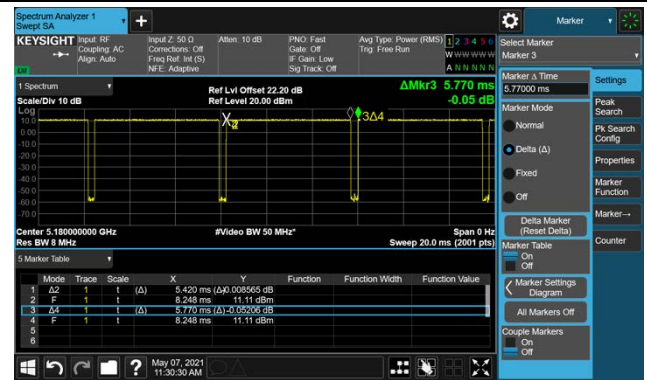 Spectrum Analyzer 1
Swept SA
+
Marker
KEYSIGHT
Input: RF
Coupling: AC
Align: Auto
Input Z: 50 Ω
Corrections: Off
Freq Ref: Int (S)
NFE: Adaptive
Atten: 10 dB
PNO: Fast
Gate: Off
IF Gain: Low
Sig Track: Off
Avg Type: Power (RMS)
Trig: Free Run
1 2 3 4 5 6
W W W W W W
A N N N N N
Select Marker
Marker 3
1 Spectrum
Scale/Div 10 dB
Ref Lvl Offset 22.20 dB
Ref Level 20.00 dBm
ΔMkr3 5.770 ms
-0.05 dB
Log
10.0
0.00
-10.0
-20.0
-30.0
-40.0
-50.0
-60.0
-70.0
3Δ4
Center 5.180000000 GHz
Res BW 8 MHz
#Video BW 50 MHz*
Span 0 Hz
Sweep 20.0 ms (2001 pts)
5 Marker Table
Mode Trace Scale X Y Function Function Width Function Value
1 Δ2 1 t (Δ) 5.420 ms (Δ) -0.008565 dB
2 F 1 t 8.248 ms 11.11 dBm
3 Δ4 1 t (Δ) 5.770 ms (Δ) -0.05206 dB
4 F 1 t 8.248 ms 11.11 dBm
5
6
Marker Δ Time
5.77000 ms
Marker Mode
Normal
Delta (Δ)
Fixed
Off
Delta Marker
(Reset Delta)
Marker Table
On
Off
Marker Settings
Diagram
All Markers Off
Couple Markers
On
Off
Settings
Peak
Search
Pk Search
Config
Properties
Marker
Function
Marker→
Counter
?
May 07, 2021
11:30:30 AM